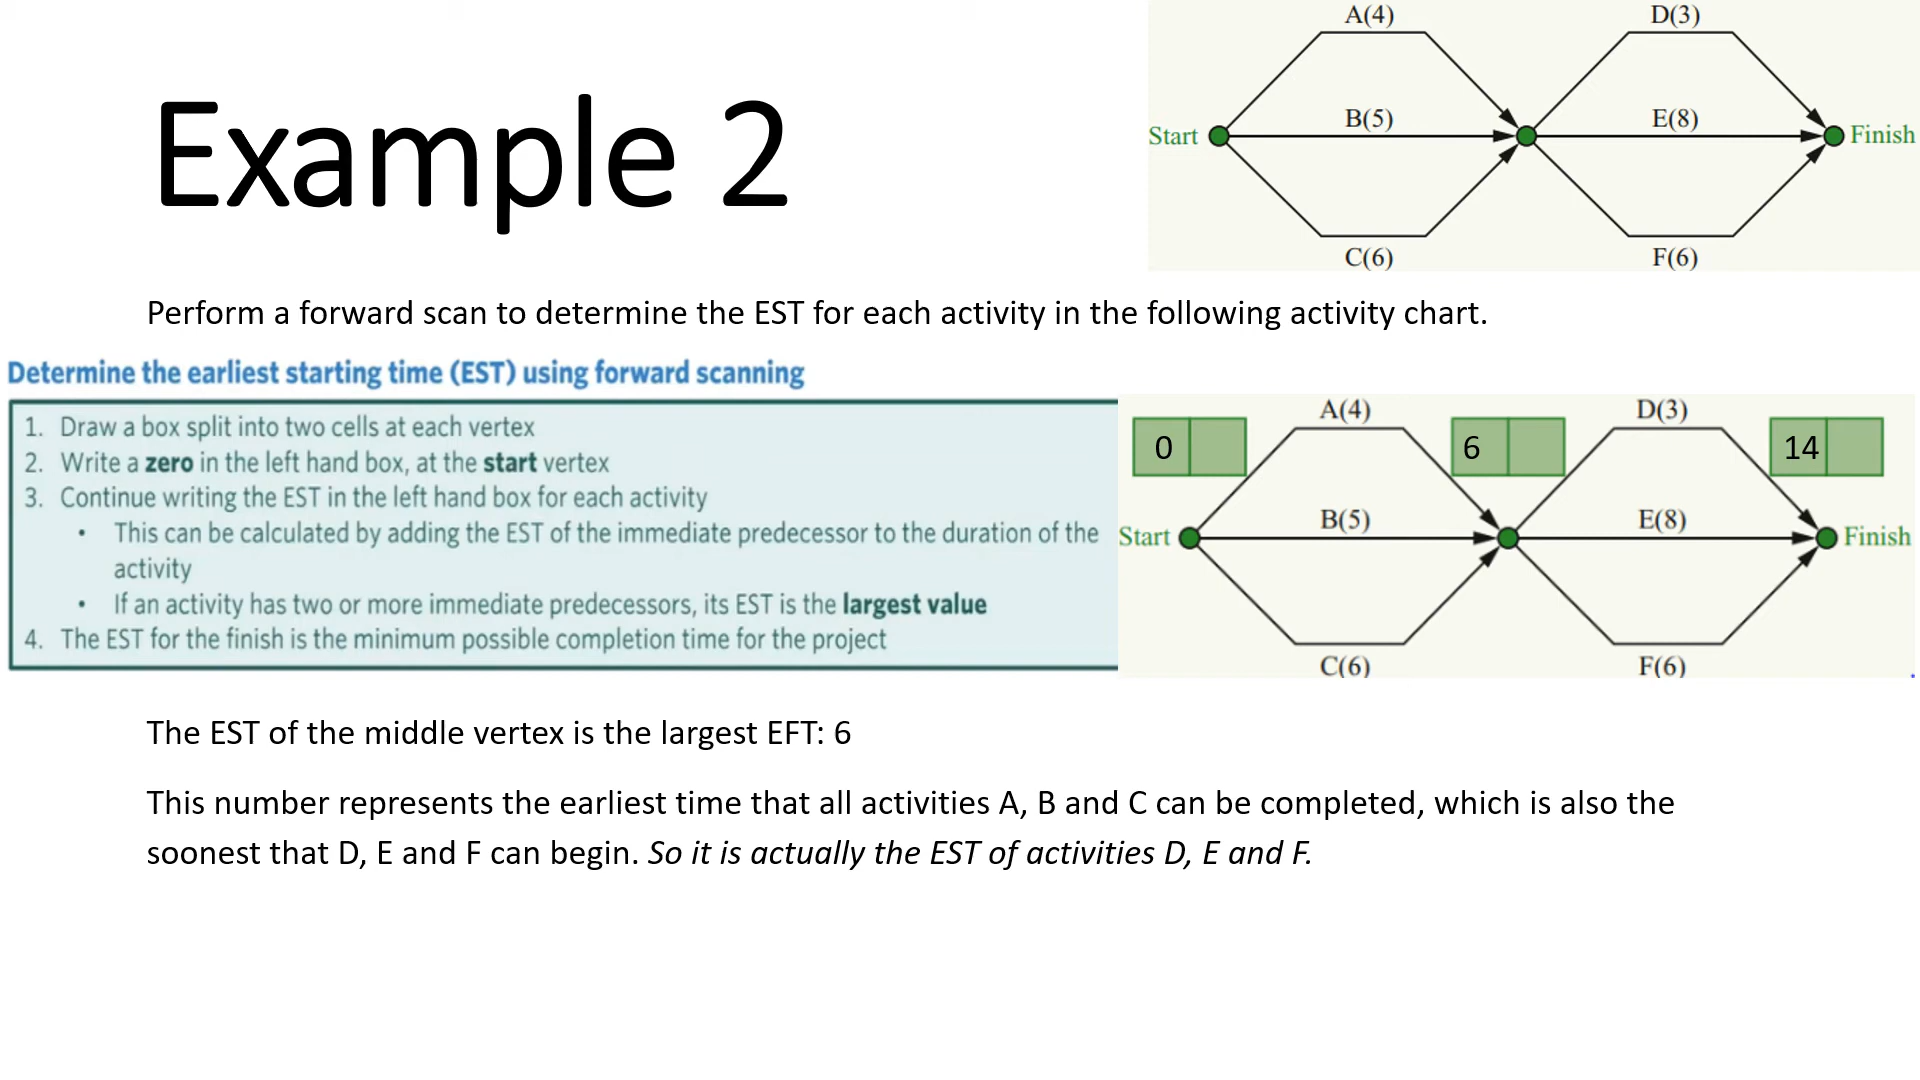 A(4)
D(3)
Example 2
Start
B(5)
E(8)
Finish
C(6)
F(6)
Perform a forward scan to determine the EST for each activity in the following activity chart.
Determine the earliest starting time (EST) using forward scanning
1. Draw a box split into two cells at each vertex
2. Write a zero in the left hand box, at the start vertex
3. Continue writing the EST in the left hand box for each activity
• This can be calculated by adding the EST of the immediate predecessor to the duration of the
activity
• If an activity has two or more immediate predecessors, its EST is the largest value
4. The EST for the finish is the minimum possible completion time for the project
A(4)
D(3)
0
6
14
B(5)
E(8)
Start
Finish
C(6)
F(6)
The EST of the middle vertex is the largest EFT: 6
This number represents the earliest time that all activities A, B and C can be completed, which is also the
soonest that D, E and F can begin. So it is actually the EST of activities D, E and F.